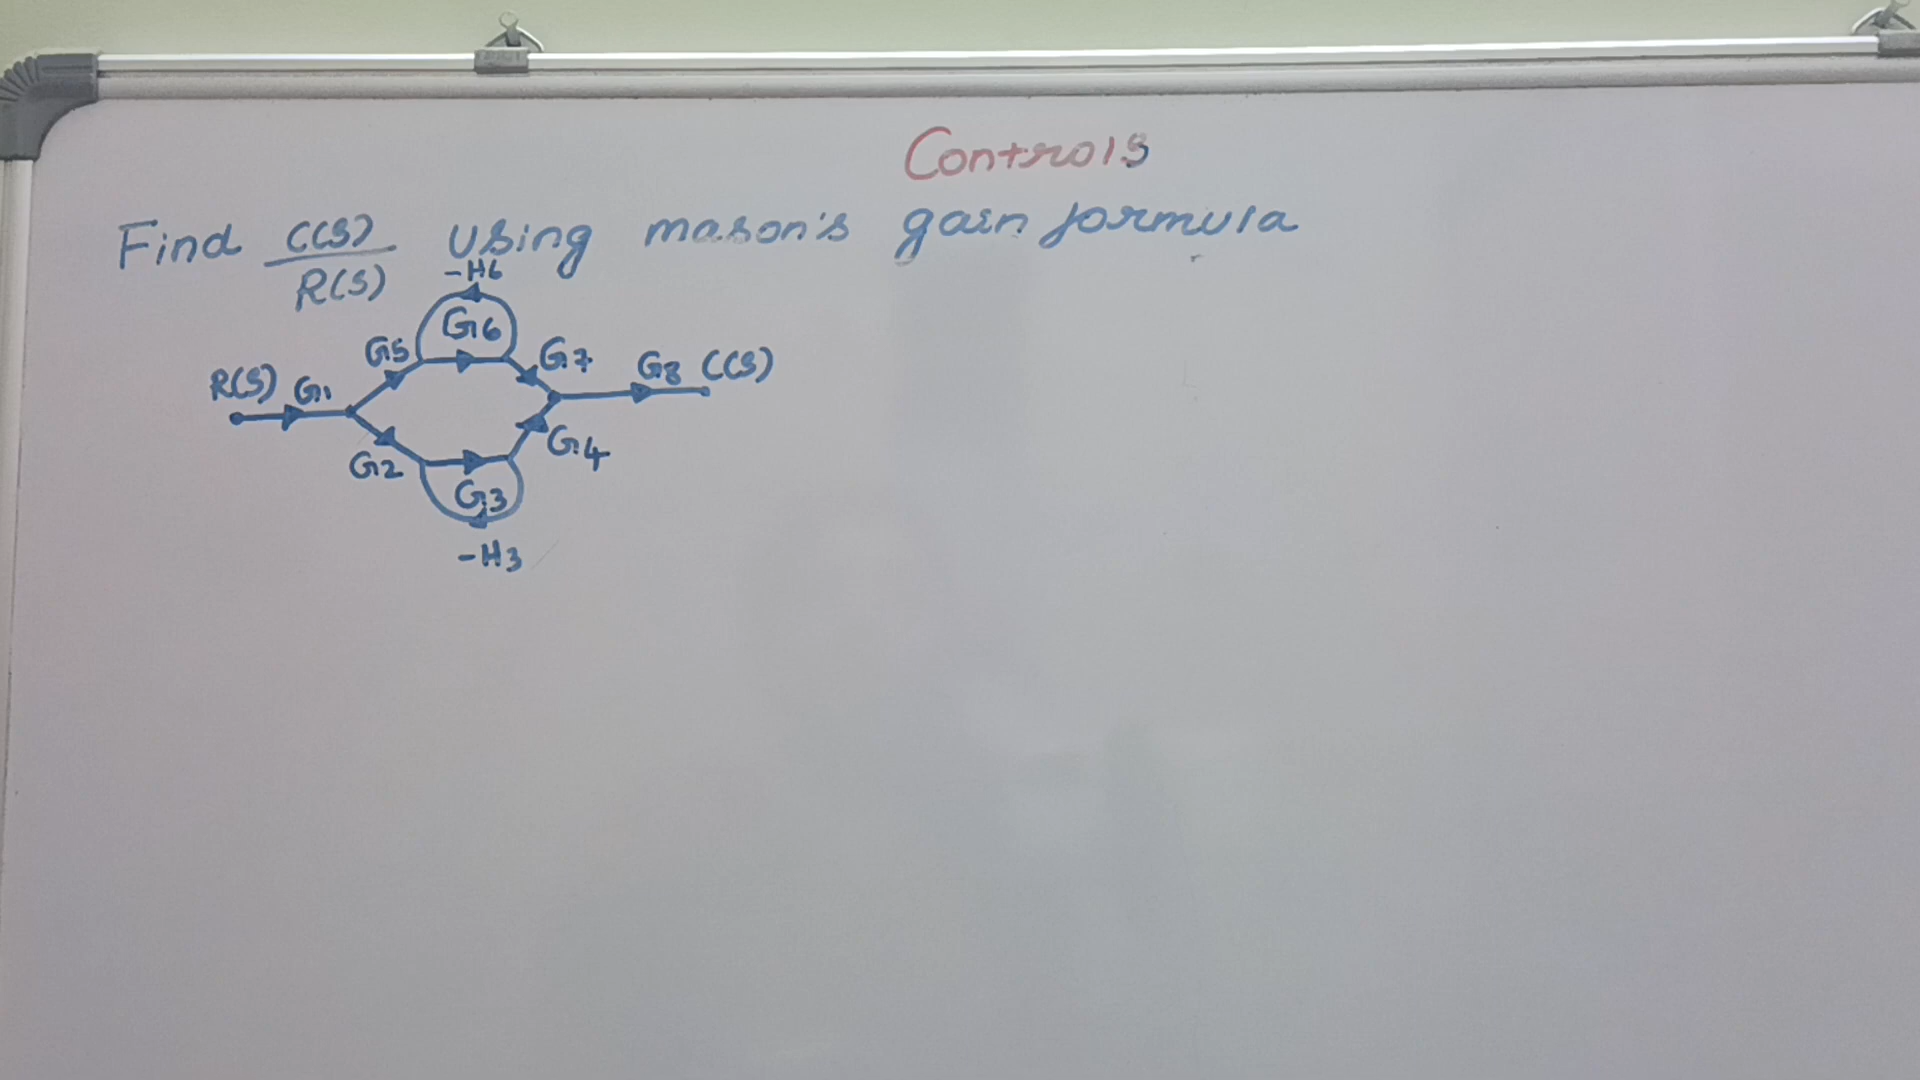 Controls
Find C(S)/R(S) Using mason's gain formula
-H6
G6
G5
G7
R(S) G1
G8 C(S)
G2
G4
G3
-H3